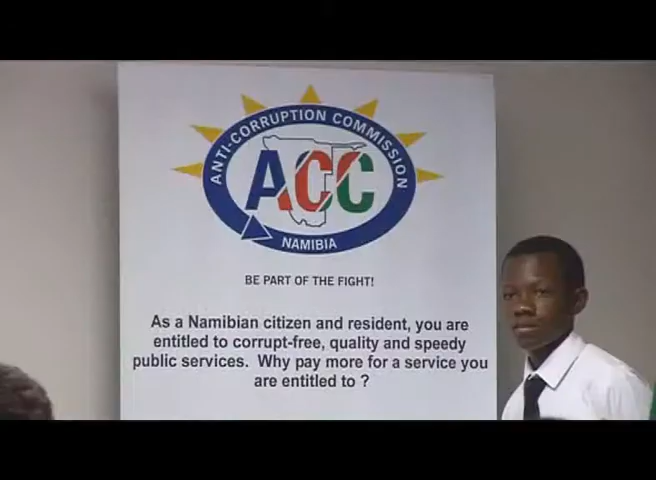 ANTI-CORRUPTION COMMISSION
ACC
NAMIBIA
BE PART OF THE FIGHT!
As a Namibian citizen and resident, you are
entitled to corrupt-free, quality and speedy
public services. Why pay more for a service you
are entitled to ?